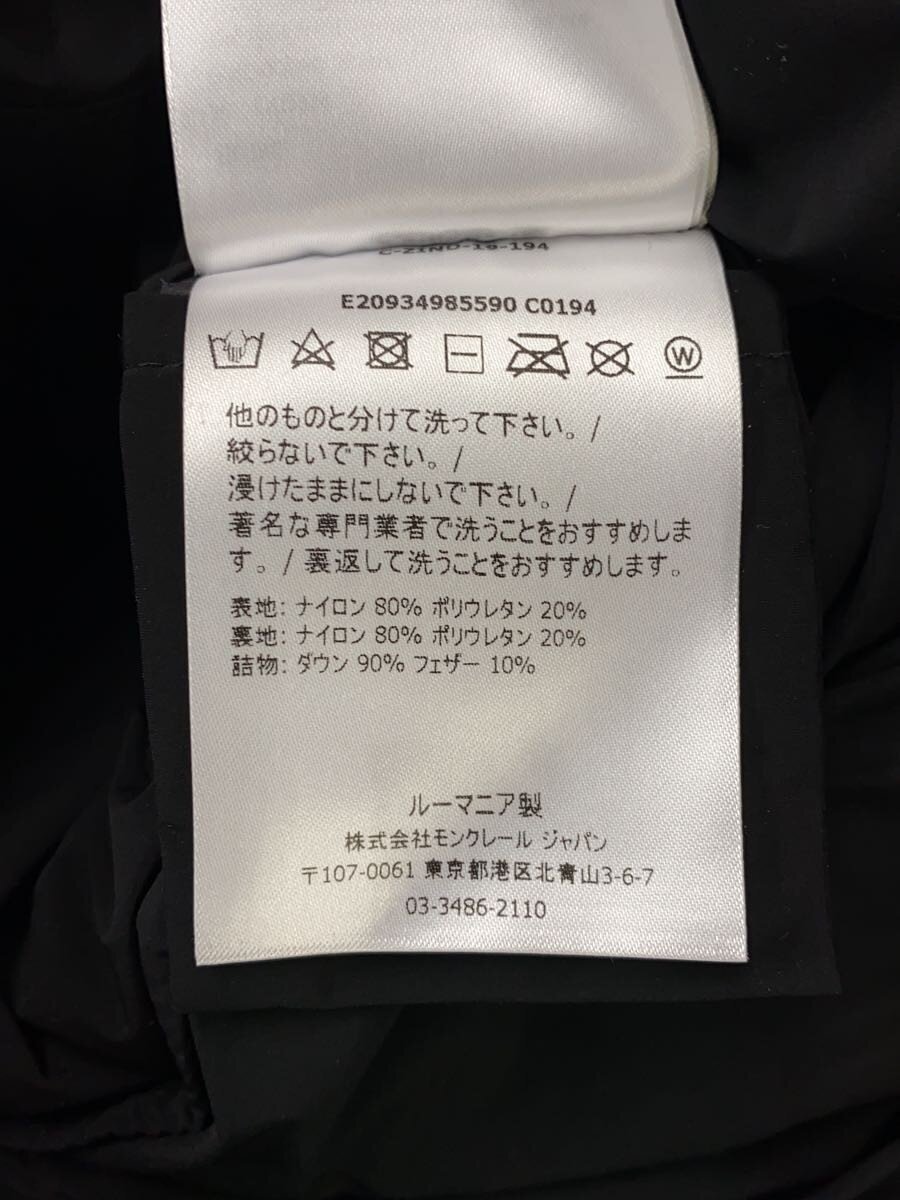 C-ZIND-19-194
E20934985590 C0194
W
他のものと分けて洗って下さい。/
絞らないで下さい。/
浸けたままにしないで下さい。/
著名な専門業者で洗うことをおすすめしま
す。/ 裏返して洗うことをおすすめします。
表地: ナイロン 80% ポリウレタン 20%
裏地: ナイロン 80% ポリウレタン 20%
詰物: ダウン 90% フェザー 10%
ルーマニア製
株式会社モンクレール ジャパン
〒107-0061 東京都港区北青山3-6-7
03-3486-2110